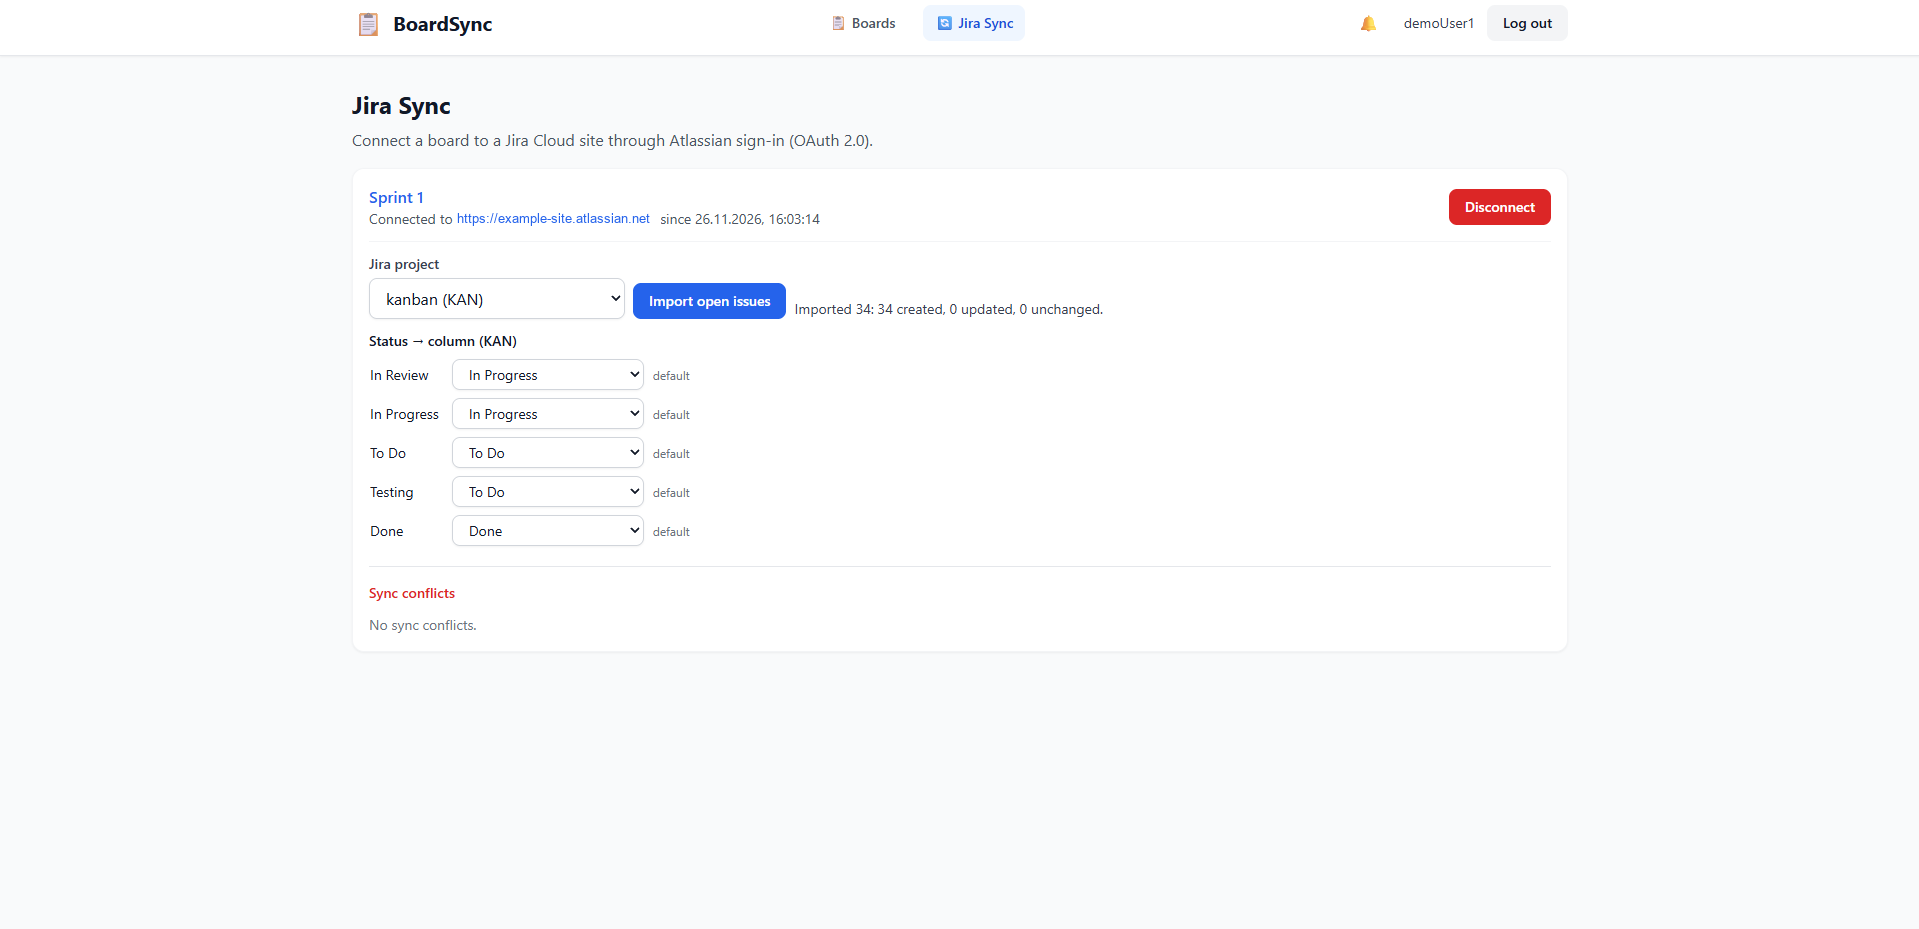 BoardSync
Boards
Jira Sync
demoUser1
Log out
Jira Sync
Connect a board to a Jira Cloud site through Atlassian sign-in (OAuth 2.0).
Sprint 1
Connected to https://example-site.atlassian.net since 26.11.2026, 16:03:14
Disconnect
Jira project
kanban (KAN)
Import open issues
Imported 34: 34 created, 0 updated, 0 unchanged.
Status → column (KAN)
In Review In Progress default
In Progress In Progress default
To Do To Do default
Testing To Do default
Done Done default
Sync conflicts
No sync conflicts.